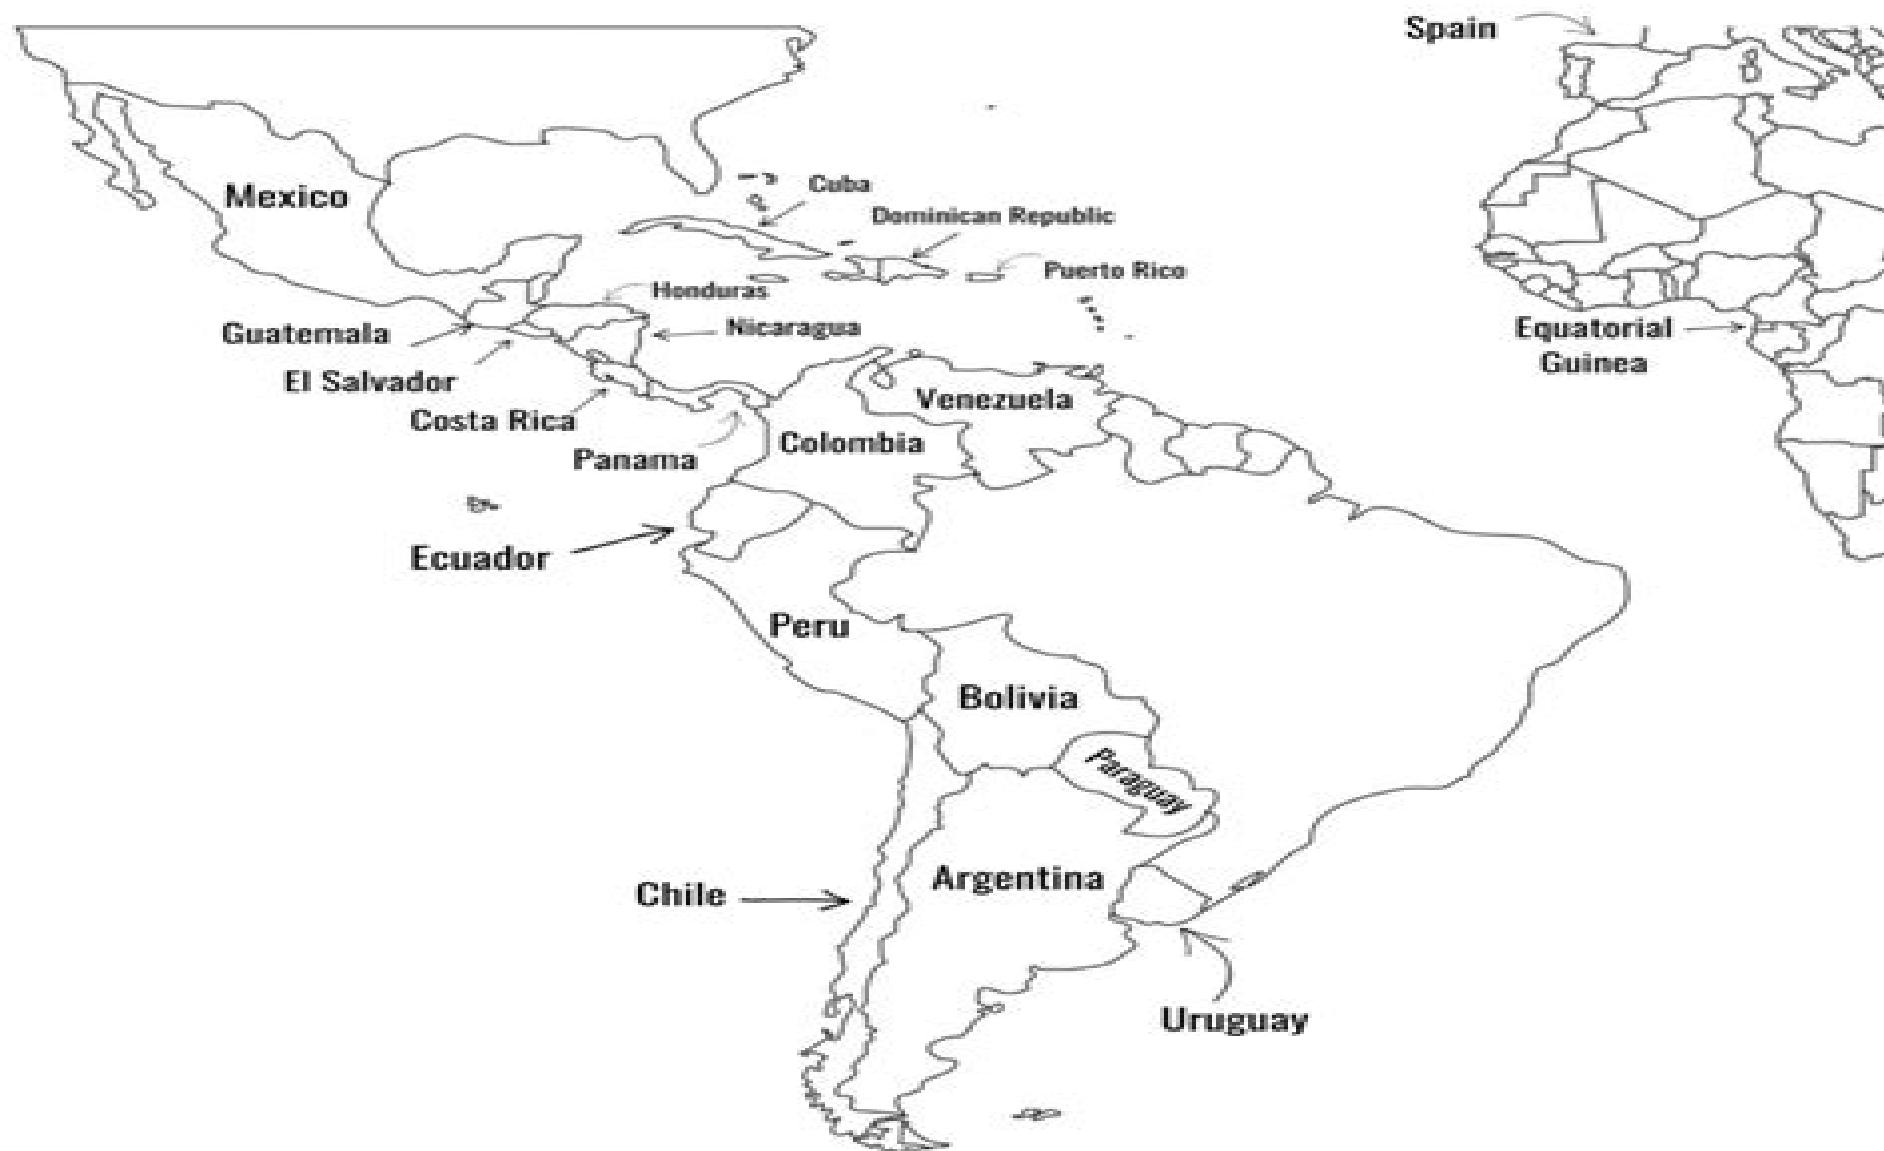 Spain
Mexico
Cuba
Dominican Republic
Puerto Rico
Honduras
Guatemala
Nicaragua
Equatorial
Guinea
El Salvador
Costa Rica
Venezuela
Panama
Colombia
Ecuador
Peru
Bolivia
Paraguay
Chile
Argentina
Uruguay